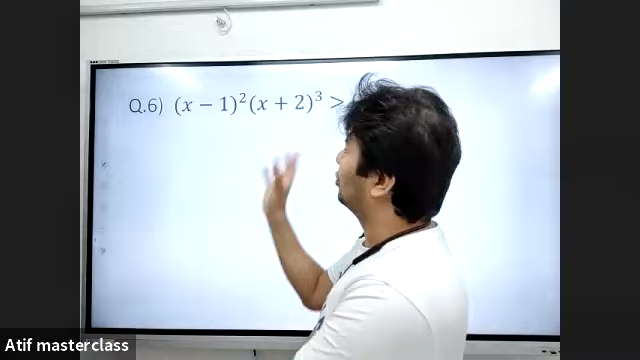 Q.6) (x − 1)²(x + 2)³ >
Atif masterclass